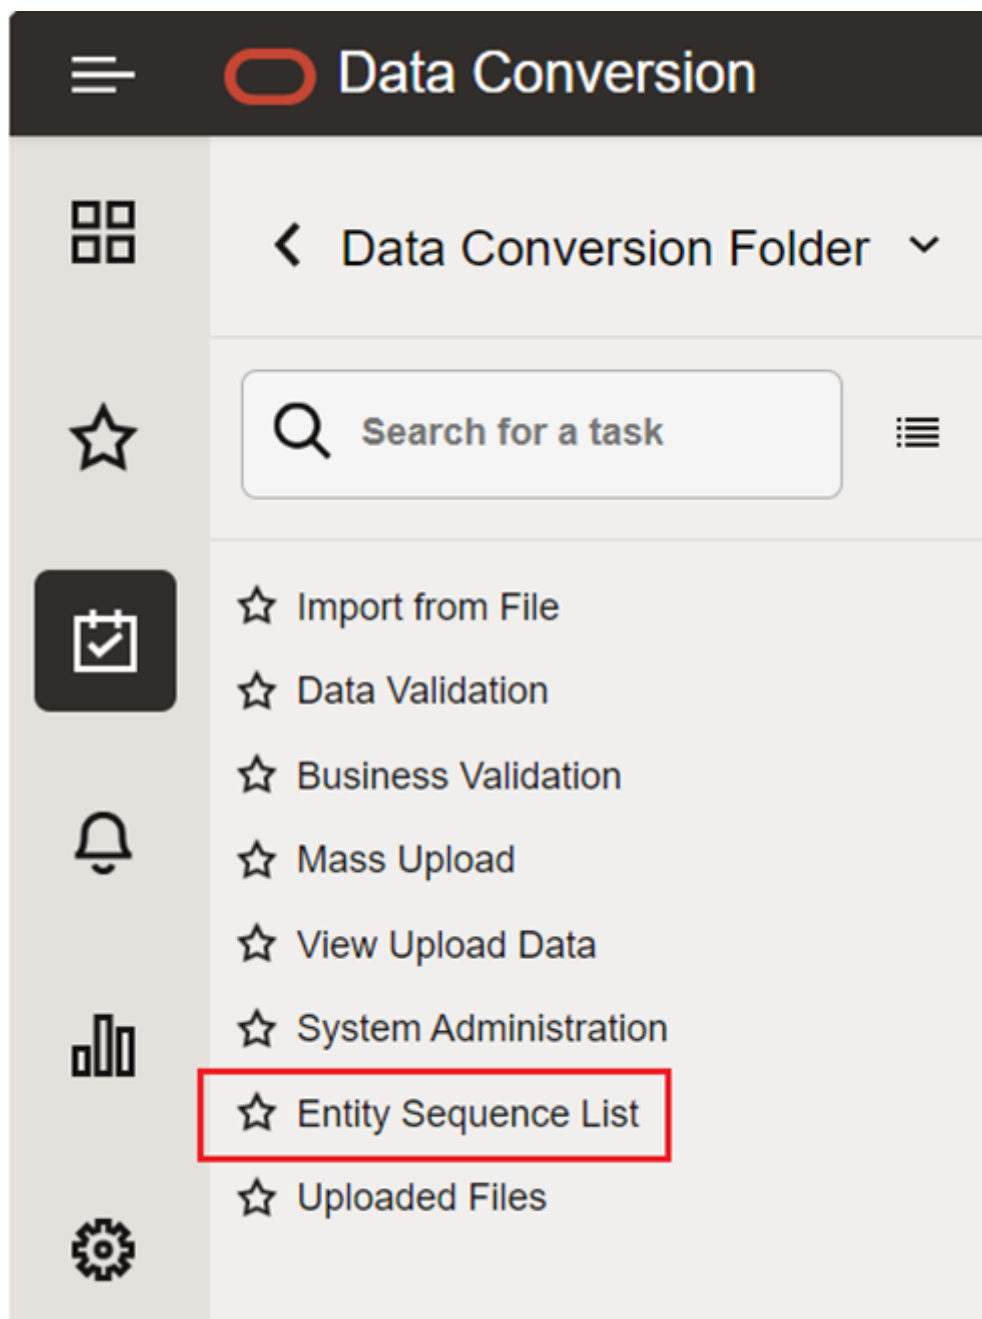 Data Conversion
Data Conversion Folder
Search for a task
Import from File
Data Validation
Business Validation
Mass Upload
View Upload Data
System Administration
Entity Sequence List
Uploaded Files